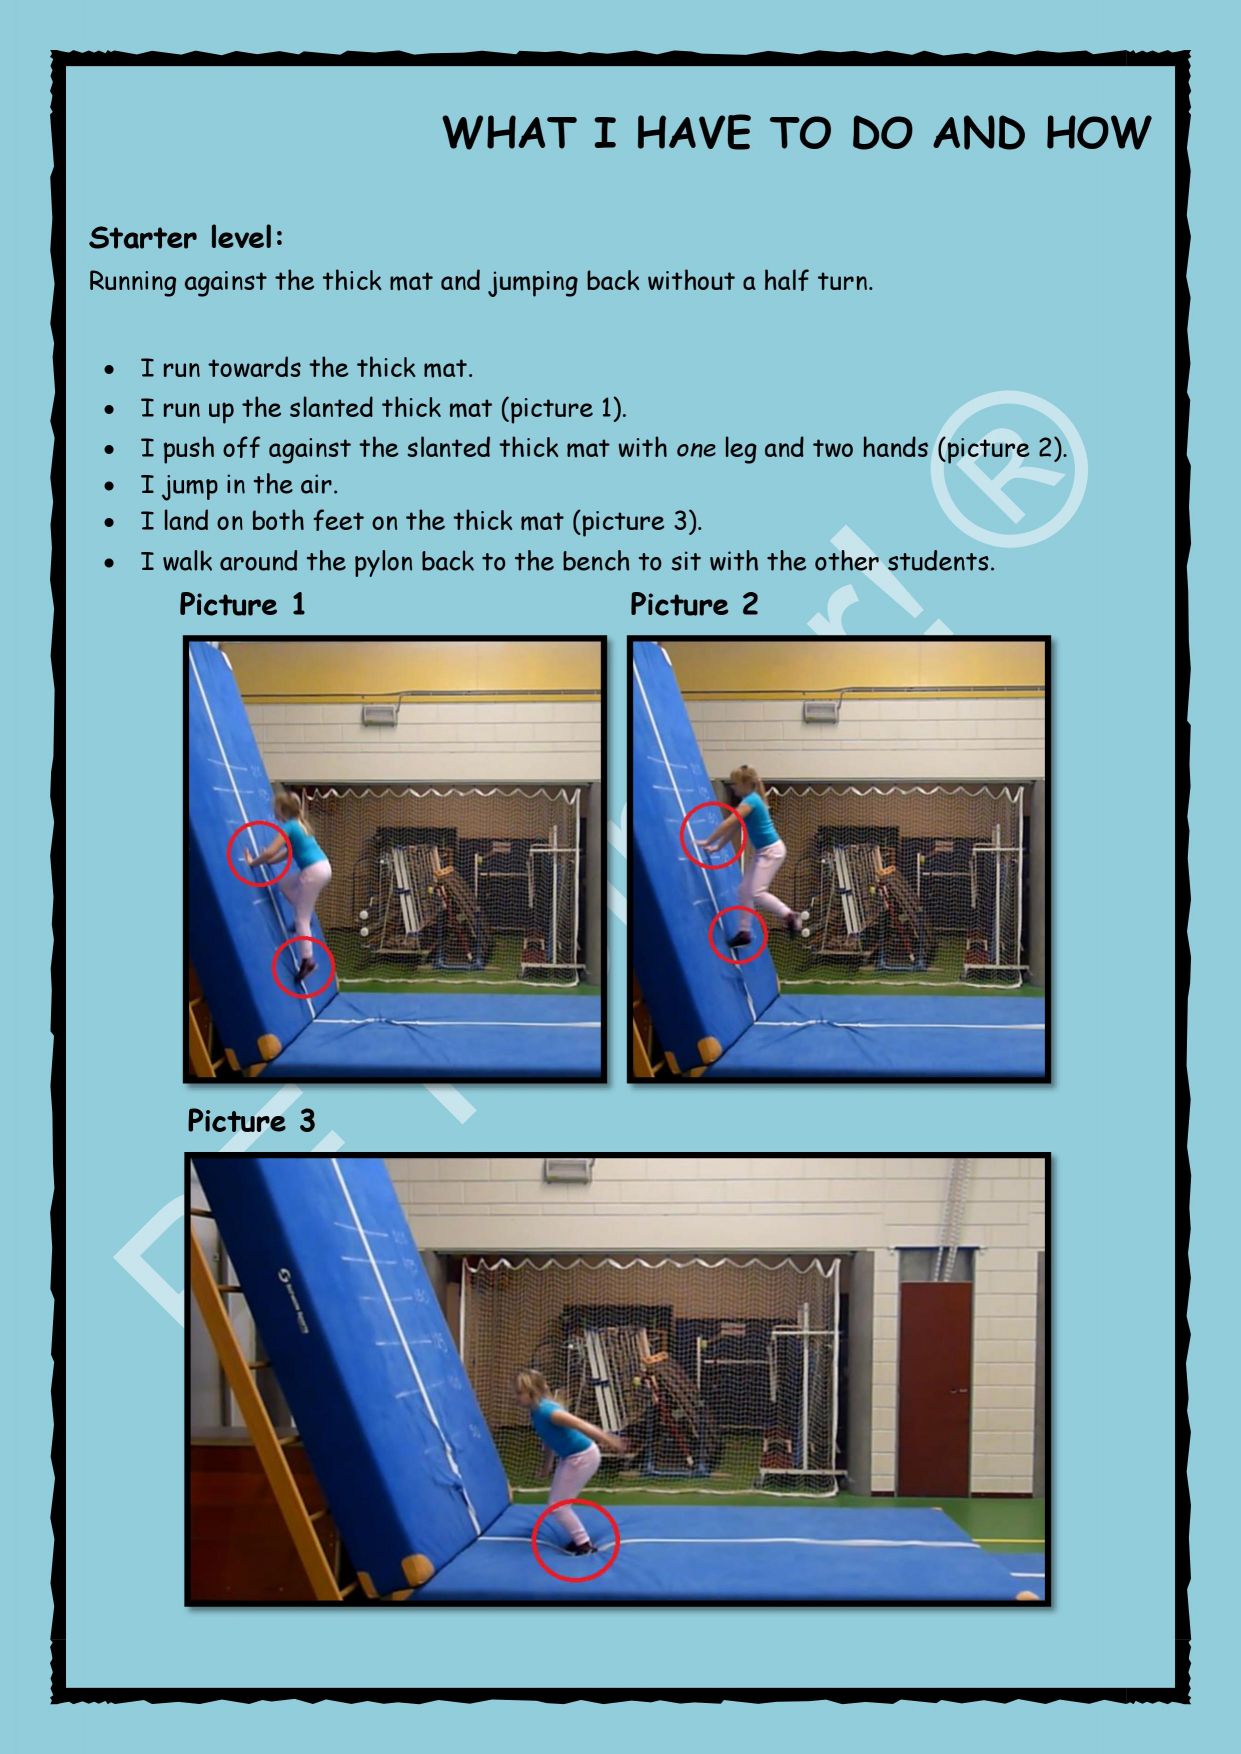 WHAT I HAVE TO DO AND HOW
Starter level:
Running against the thick mat and jumping back without a half turn.
• I run towards the thick mat.
• I run up the slanted thick mat (picture 1).
• I push off against the slanted thick mat with one leg and two hands (picture 2).
• I jump in the air.
• I land on both feet on the thick mat (picture 3).
• I walk around the pylon back to the bench to sit with the other students.
Picture 1
Picture 2
Picture 3